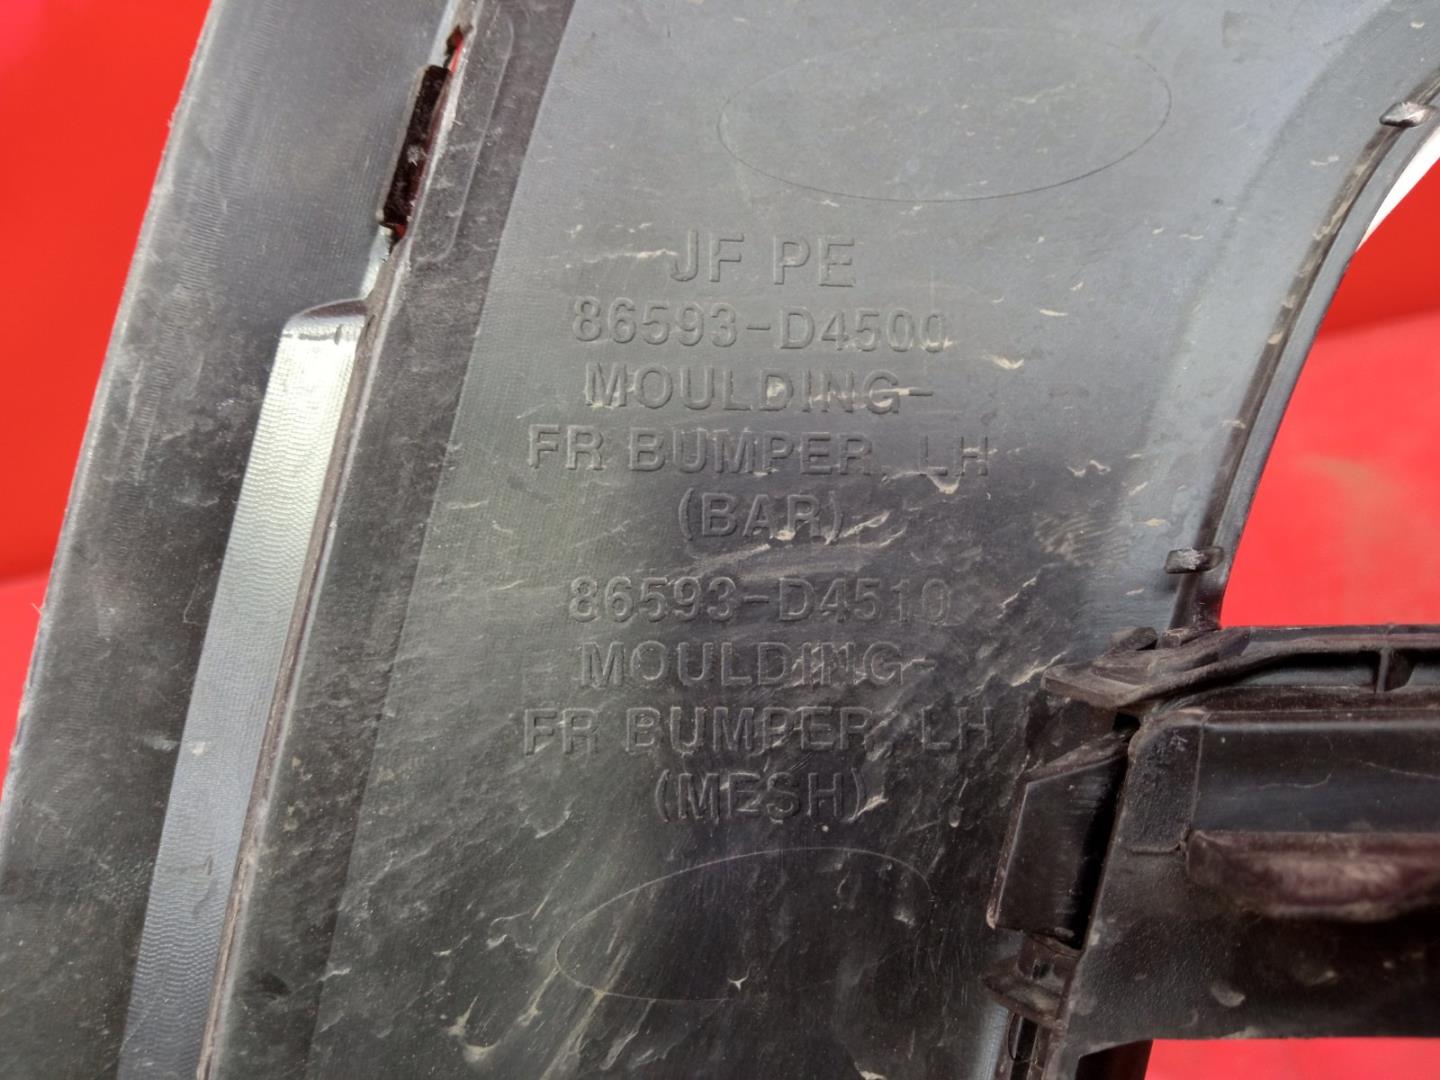 JF PE
86593-D4500
MOULDING-
FR BUMPER, LH
(BAR)
86593-D4510
MOULDING-
FR BUMPER, LH
(MESH)